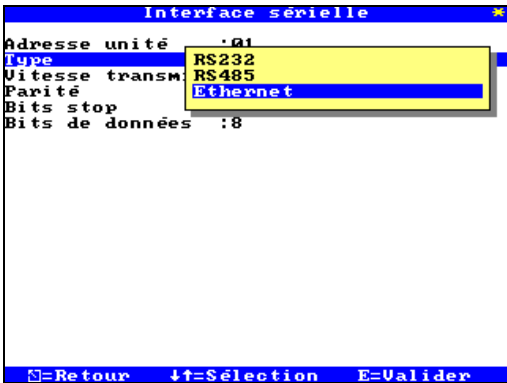 Interface sérielle *
Adresse unité :01
Type
RS232
Vitesse transm
RS485
Parité
Ethernet
Bits stop
Bits de données :8
=Retour ↓↑=Sélection E=Valider